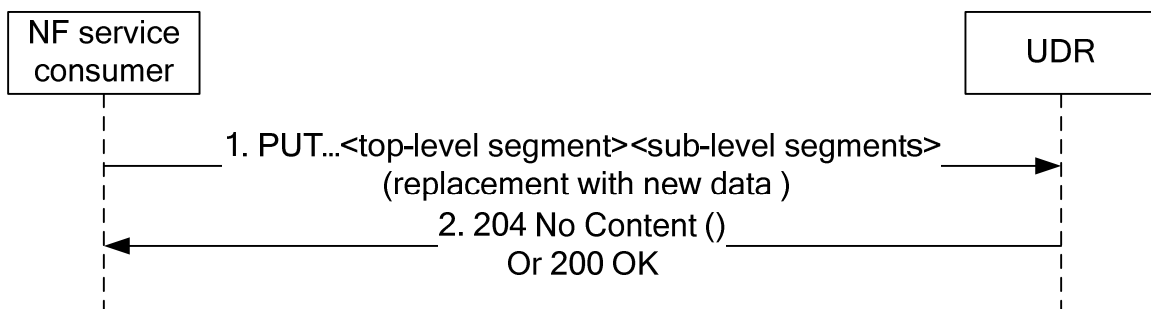 NF service
consumer
UDR
1. PUT...<top-level segment><sub-level segments>
(replacement with new data )
2. 204 No Content ()
Or 200 OK